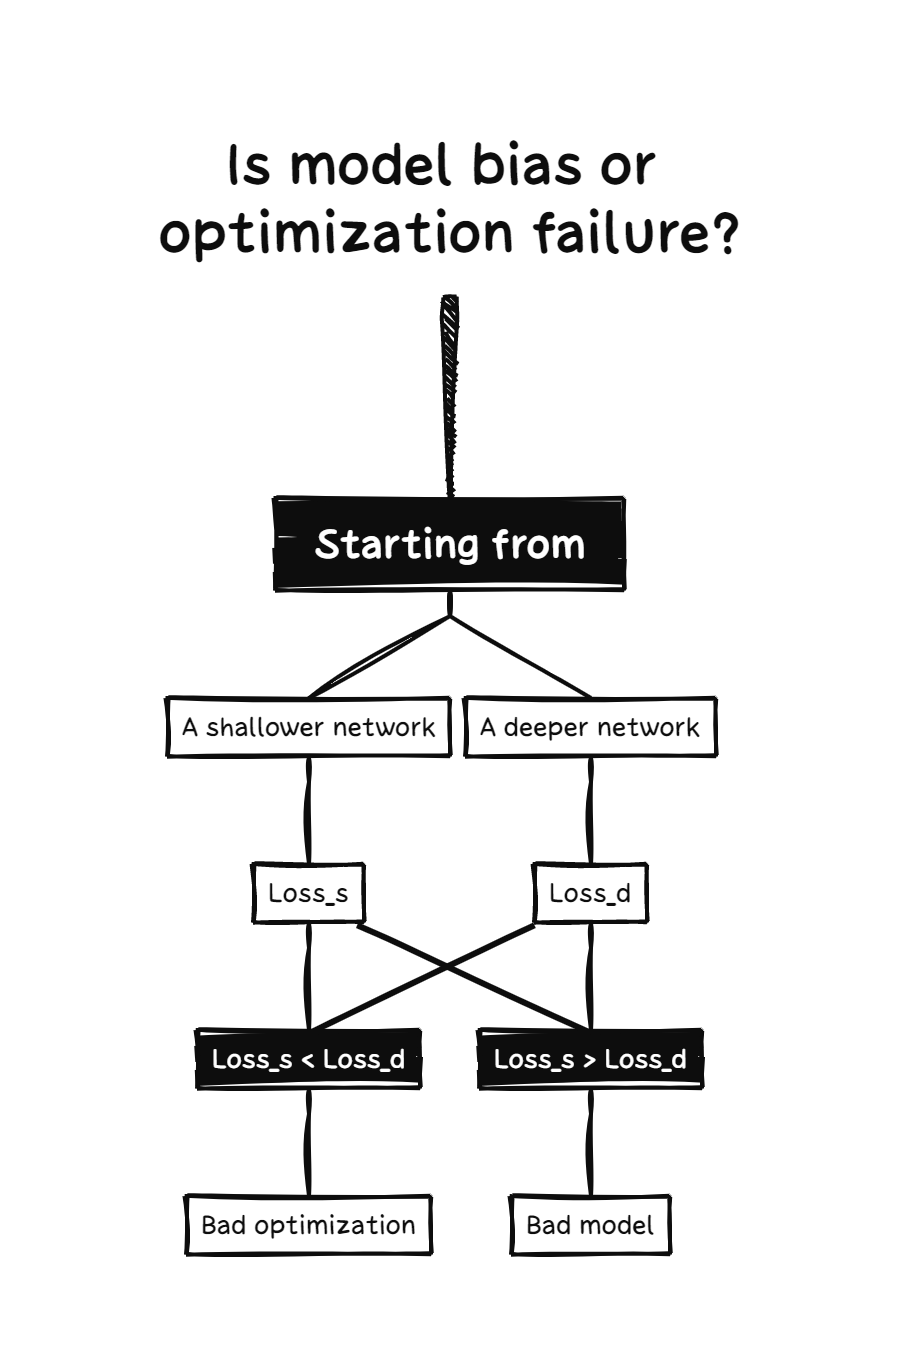 Is model bias or
optimization failure?
Starting from
A shallower network
A deeper network
Loss_s
Loss_d
Loss_s < Loss_d
Loss_s > Loss_d
Bad optimization
Bad model